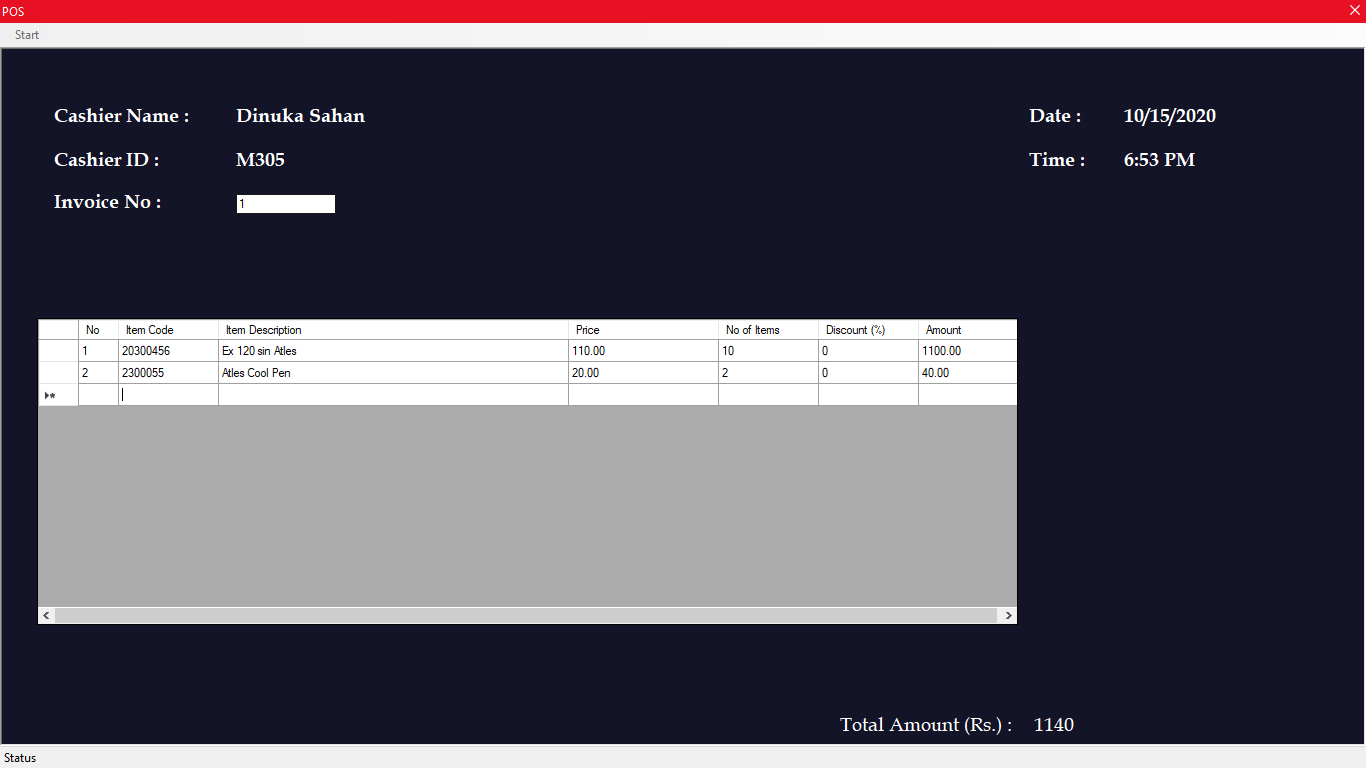 POS
Start
Cashier Name : Dinuka Sahan Date : 10/15/2020
Cashier ID : M305 Time : 6:53 PM
Invoice No : 1
No Item Code Item Description Price No of Items Discount (%) Amount
1 20300456 Ex 120 sin Atles 110.00 10 0 1100.00
2 2300055 Atles Cool Pen 20.00 2 0 40.00
Total Amount (Rs.) : 1140
Status